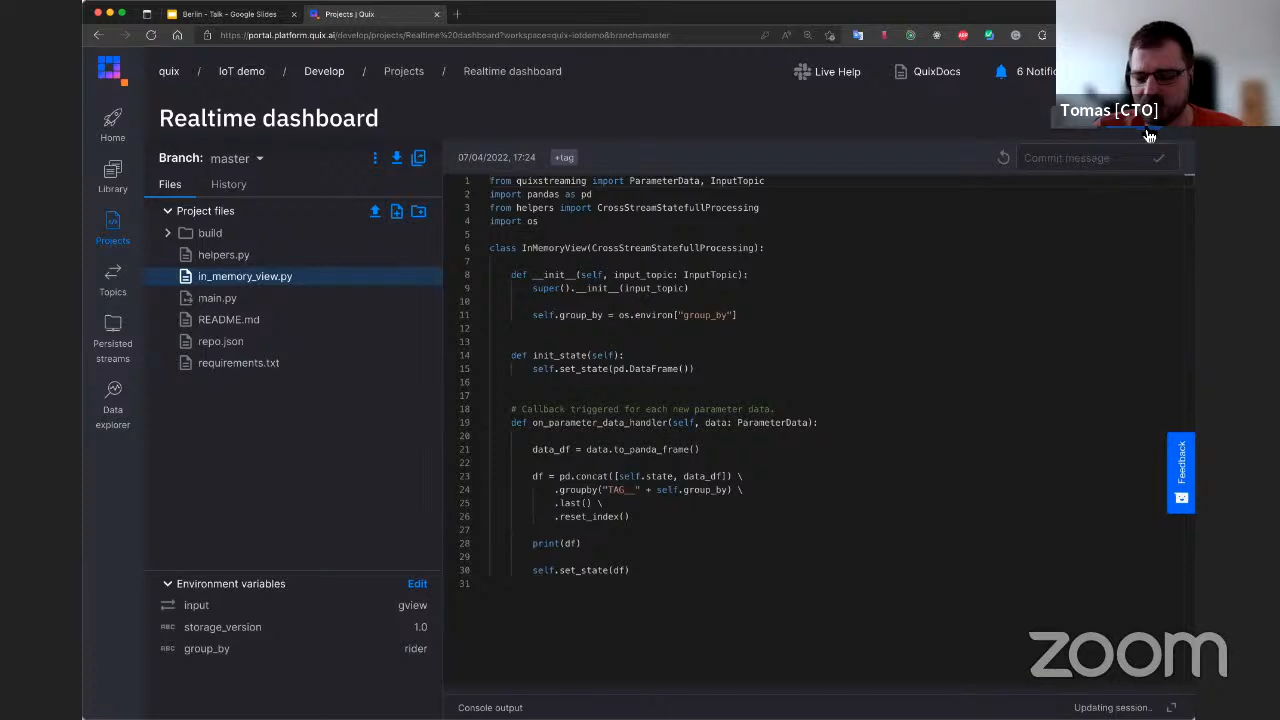 Berlin - Talk - Google Slides
Projects | Quix
https://portal.platform.quix.ai/develop/projects/Realtime%20dashboard?workspace=quix-iotdemo&branch=master
quix
IoT demo
Develop
Projects
Realtime dashboard
Live Help
QuixDocs
6 Notifi
Tomas [CTO]
Home
Library
Projects
Topics
Persisted
streams
Data
explorer
Realtime dashboard
Branch: master
Files
History
Project files
build
helpers.py
in_memory_view.py
main.py
README.md
repo.json
requirements.txt
Environment variables
Edit
input
gview
storage_version
1.0
group_by
rider
07/04/2022, 17:24
+tag
Commit message
1 from quixstreaming import ParameterData, InputTopic
2 import pandas as pd
3 from helpers import CrossStreamStatefullProcessing
4 import os
5
6 class InMemoryView(CrossStreamStatefullProcessing):
7
8 def __init__(self, input_topic: InputTopic):
9 super().__init__(input_topic)
10
11 self.group_by = os.environ["group_by"]
12
13
14 def init_state(self):
15 self.set_state(pd.DataFrame())
16
17
18 # Callback triggered for each new parameter data.
19 def on_parameter_data_handler(self, data: ParameterData):
20
21 data_df = data.to_panda_frame()
22
23 df = pd.concat([self.state, data_df]) \
24 .groupby("TAG__" + self.group_by) \
25 .last() \
26 .reset_index()
27
28 print(df)
29
30 self.set_state(df)
31
Feedback
zoom
Console output
Updating session..